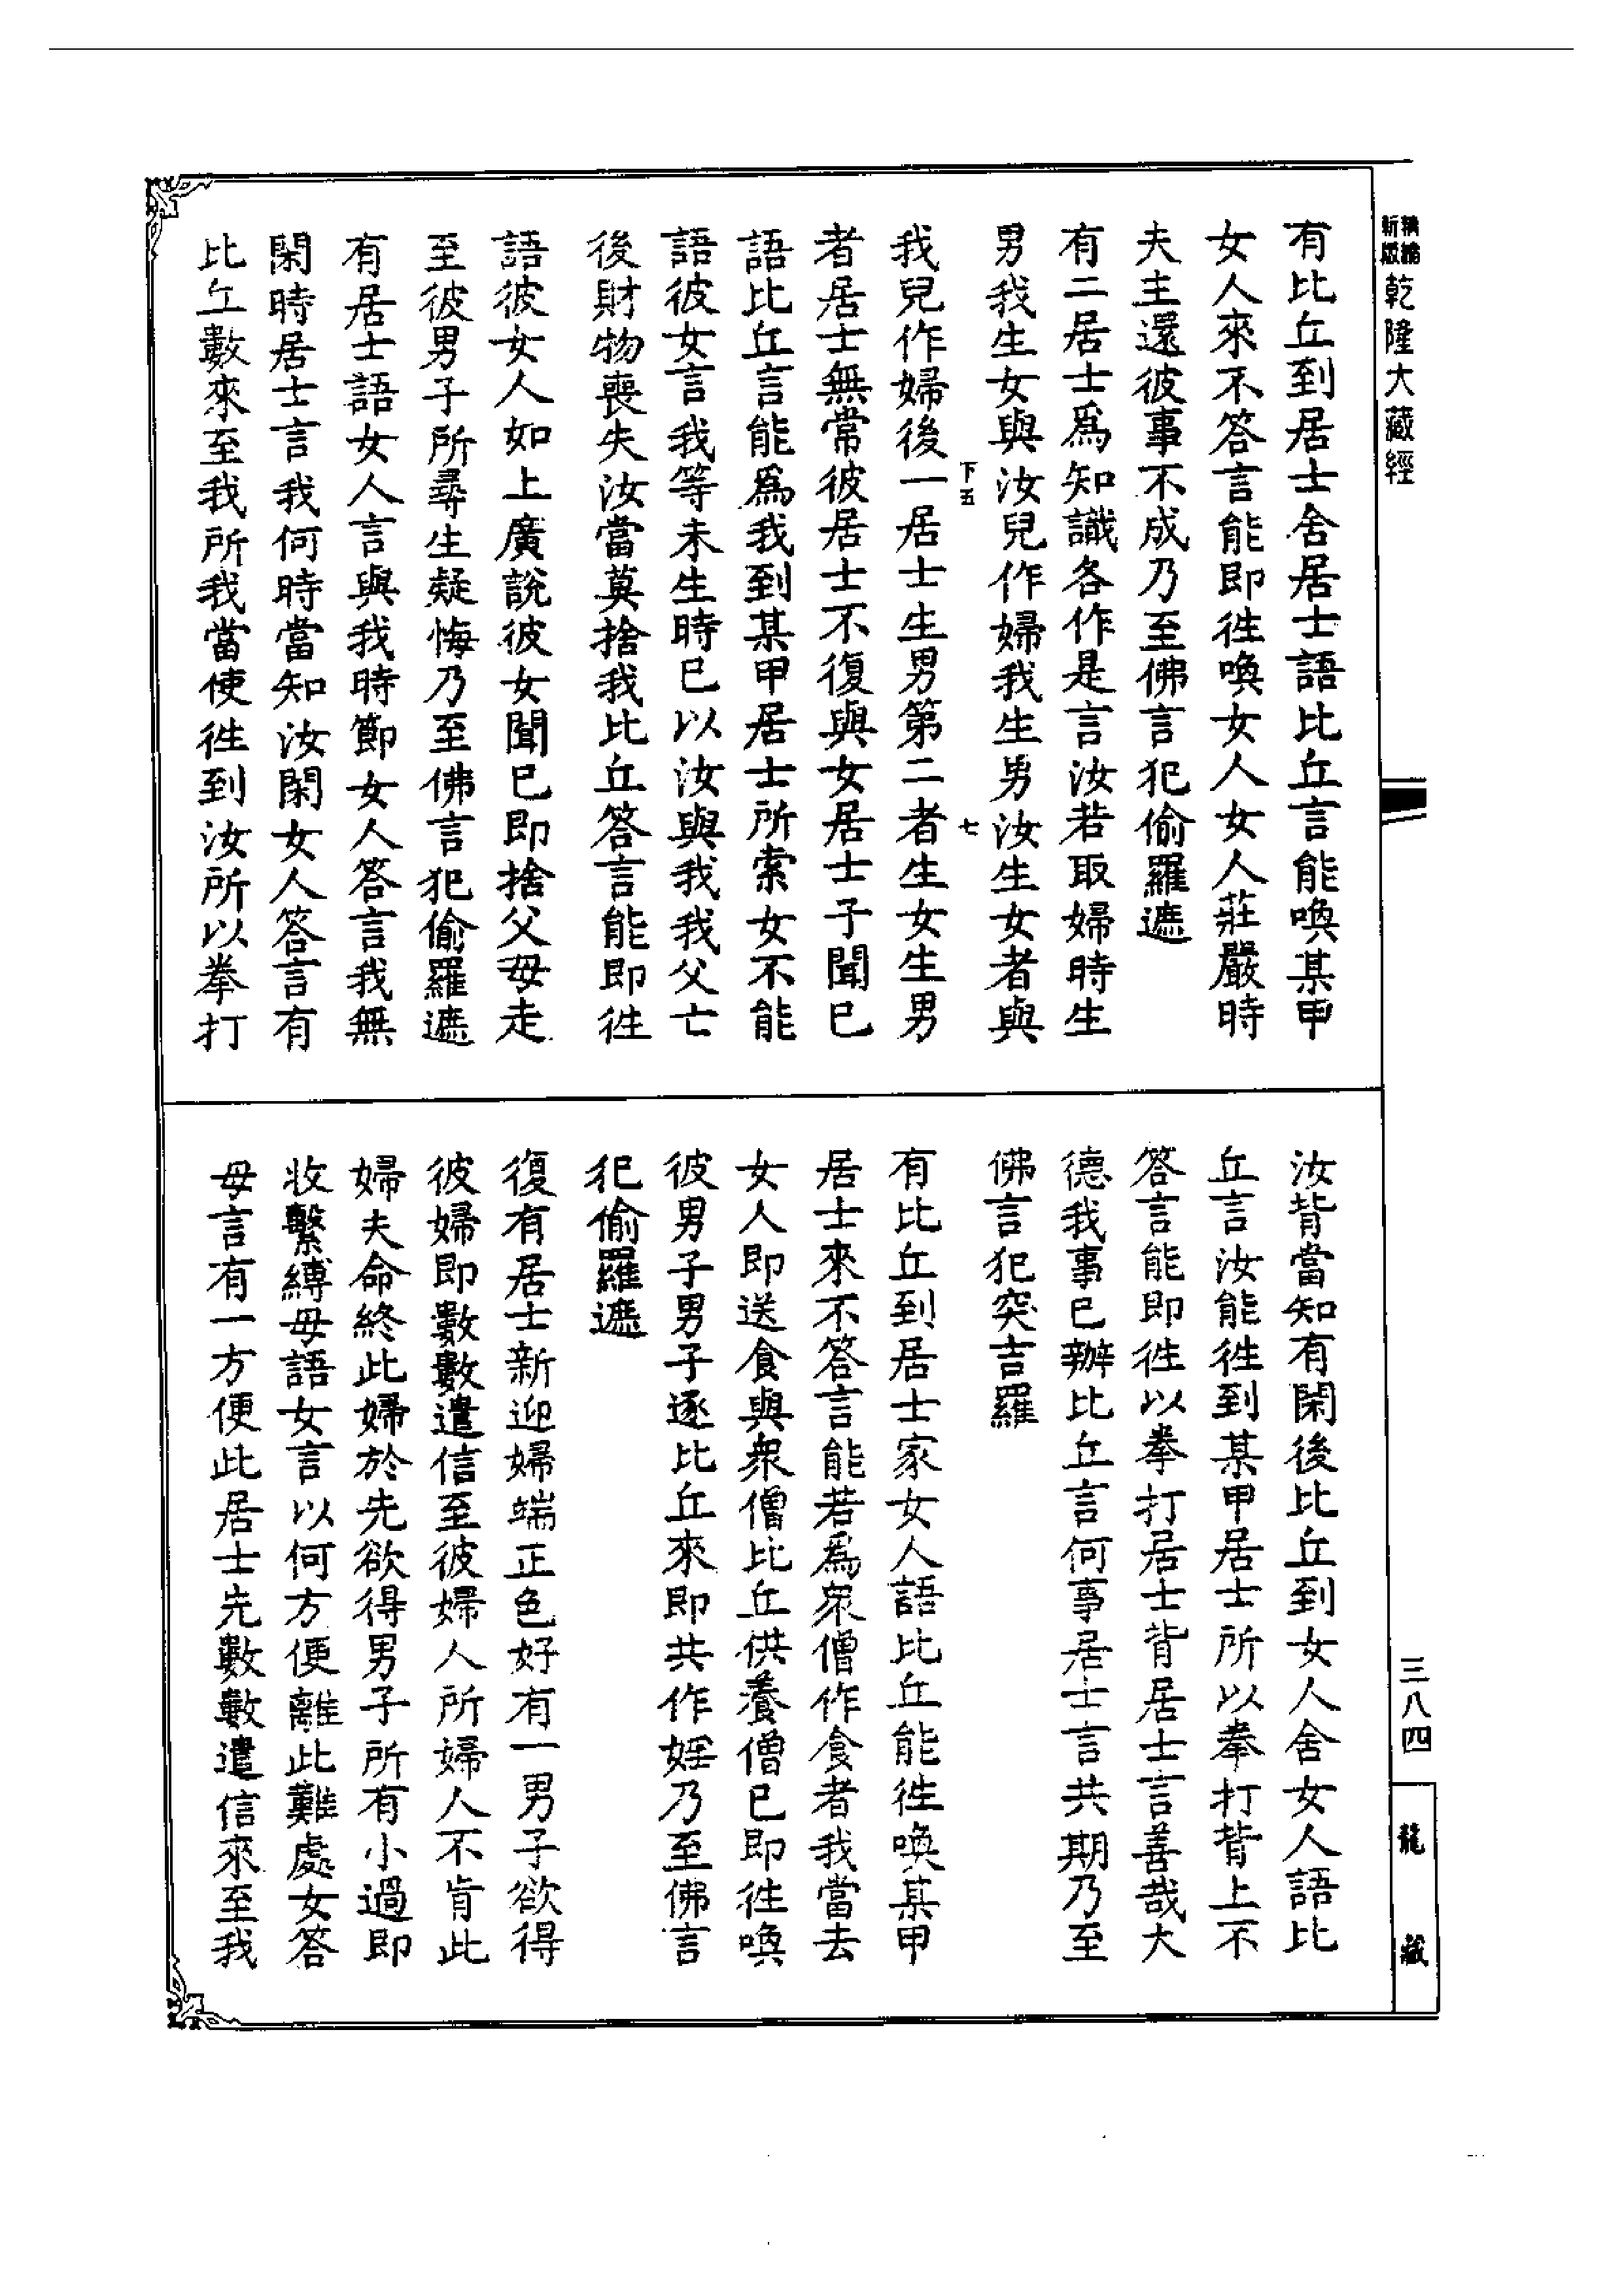 新編
縮版
乾隆大藏經
有比丘到居士舍居士語比丘言能喚某甲
女人來不答言能即徃喚女人女人莊嚴時
夫主還彼事不成乃至佛言犯偷羅遮
有二居士爲知識各作是言汝若取婦時生
男我生女與汝兒作婦我生男汝生女者與
下五
七
我兒作婦後一居士生男第二者生女生男
者居士無常彼居士不復與女居士子聞已
語比丘言能爲我到某甲居士所索女不能
語彼女言我等未生時已以汝與我我父亡
後財物喪失汝當莫捨我比丘答言能即徃
語彼女人如上廣說彼女聞已即捨父母走
至彼男子所尋生疑悔乃至佛言犯偷羅遮
有居士語女人言與我時節女人答言我無
閑時居士言我何時當知汝閑女人答言有
比丘數來至我所我當使徃到汝所以拳打
汝背當知有閑後比丘到女人舍女人語比
丘言汝能徃到某甲居士所以拳打背上不
答言能即徃以拳打居士背居士言善哉大
德我事已辦比丘言何事居士言共期乃至
佛言犯突吉羅
有比丘到居士家女人語比丘能徃喚某甲
居士來不答言能若爲衆僧作食者我當去
女人即送食與衆僧比丘供養僧已即徃喚
彼男子男子逐比丘來即共作婬乃至佛言
犯偷羅遮
復有居士新迎婦端正色好有一男子欲得
彼婦即數數遣信至彼婦人所婦人不肯此
婦夫命終此婦於先欲得男子所有小過即
收繫縛母語女言以何方便離此難處女答
母言有一方便此居士先數數遣信來至我
三八四
龍藏